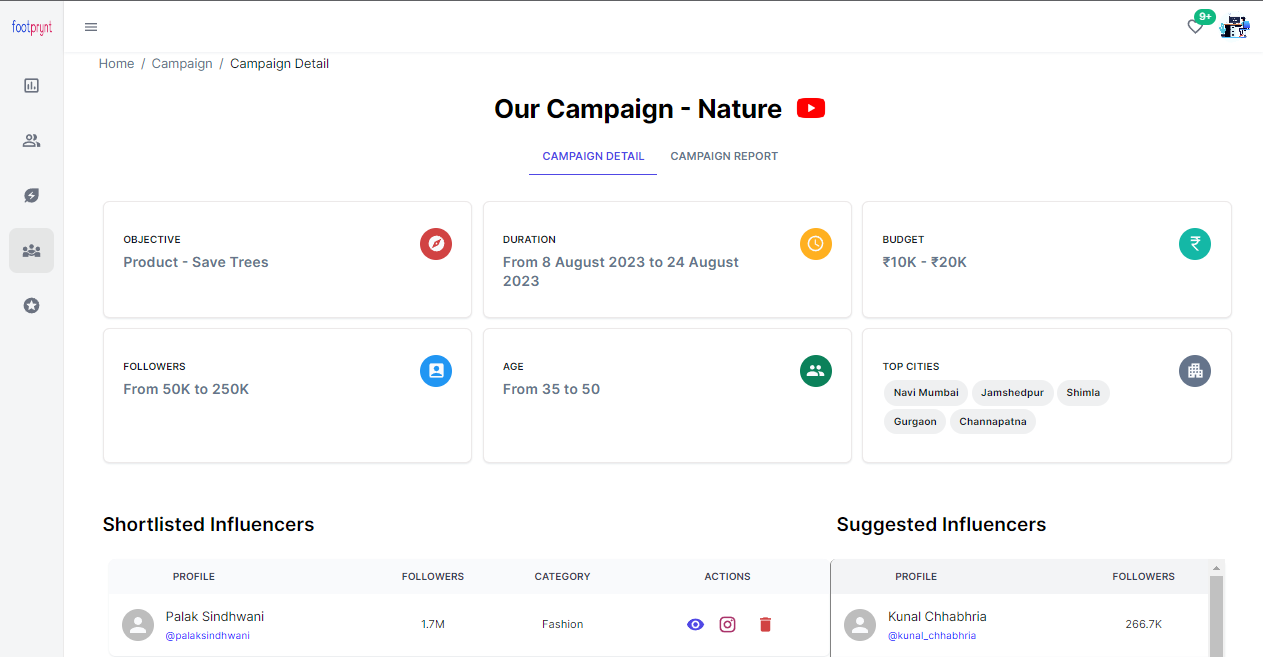 footprynt
9+
Home / Campaign / Campaign Detail
Our Campaign - Nature
CAMPAIGN DETAIL CAMPAIGN REPORT
OBJECTIVE
Product - Save Trees
DURATION
From 8 August 2023 to 24 August
2023
BUDGET
₹10K - ₹20K
FOLLOWERS
From 50K to 250K
AGE
From 35 to 50
TOP CITIES
Navi Mumbai Jamshedpur Shimla
Gurgaon Channapatna
Shortlisted Influencers
PROFILE FOLLOWERS CATEGORY ACTIONS
Palak Sindhwani 1.7M Fashion
@palaksindhwani
Suggested Influencers
PROFILE FOLLOWERS
Kunal Chhabhria 266.7K
@kunal_chhabhria